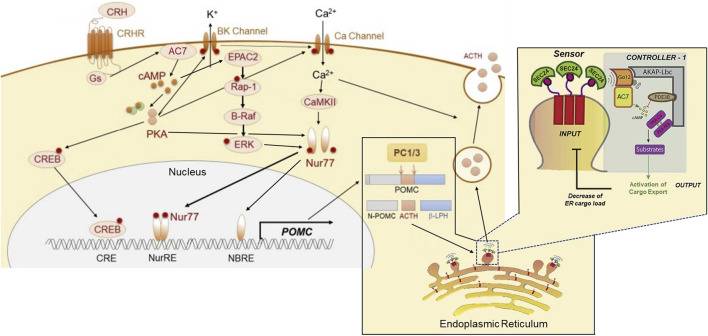 CRH
CRHR
Gs
AC7
cAMP
K⁺
BK Channel
EPAC2
Rap-1
B-Raf
ERK
PKA
CREB
Ca²⁺
Ca Channel
Ca²⁺
CaMKII
Nur77
Nucleus
Nur77
CREB
CRE
NurRE
NBRE
POMC
ACTH
PC1/3
POMC
N-POMC
ACTH
β-LPH
Endoplasmic Reticulum
Sensor
SEC24
SEC24
SEC24
INPUT
CONTROLLER - 1
Gα12
AKAP-Lbc
AC7
cAMP
Substrates
Activation of
Cargo Export
OUTPUT
Decrease of
ER cargo load